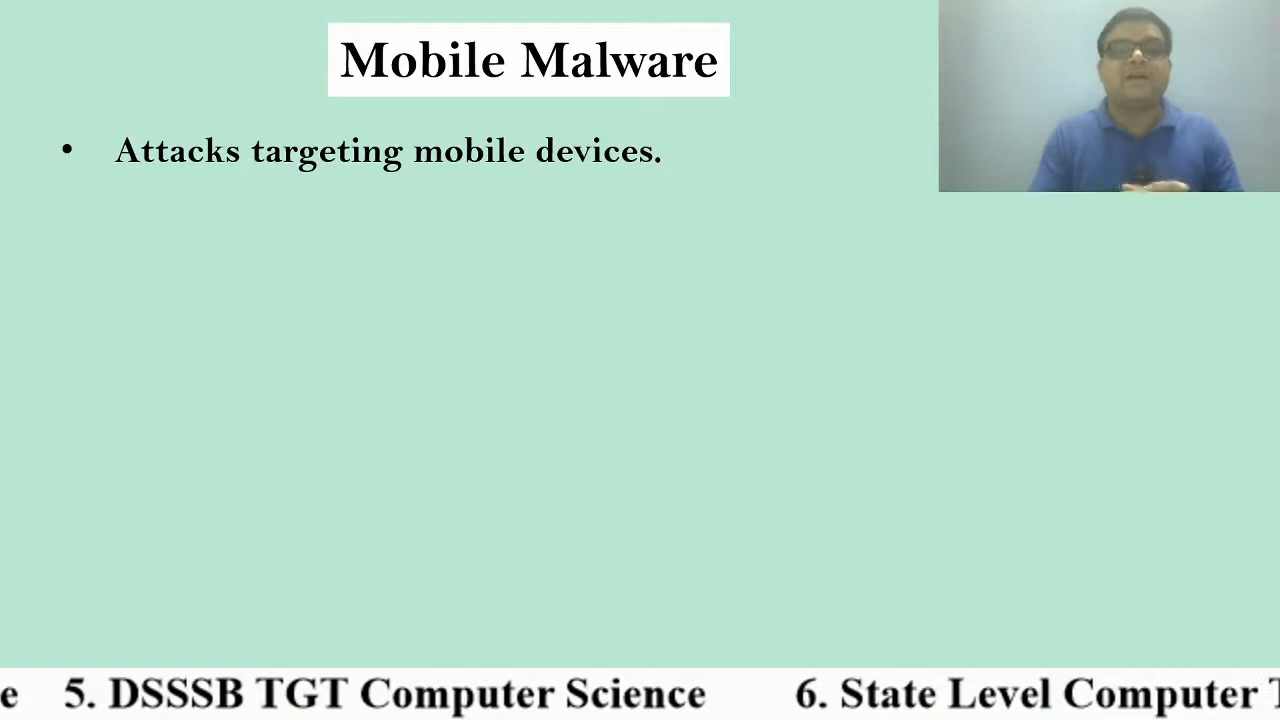 Mobile Malware
• Attacks targeting mobile devices.
e 5. DSSSB TGT Computer Science 6. State Level Computer T